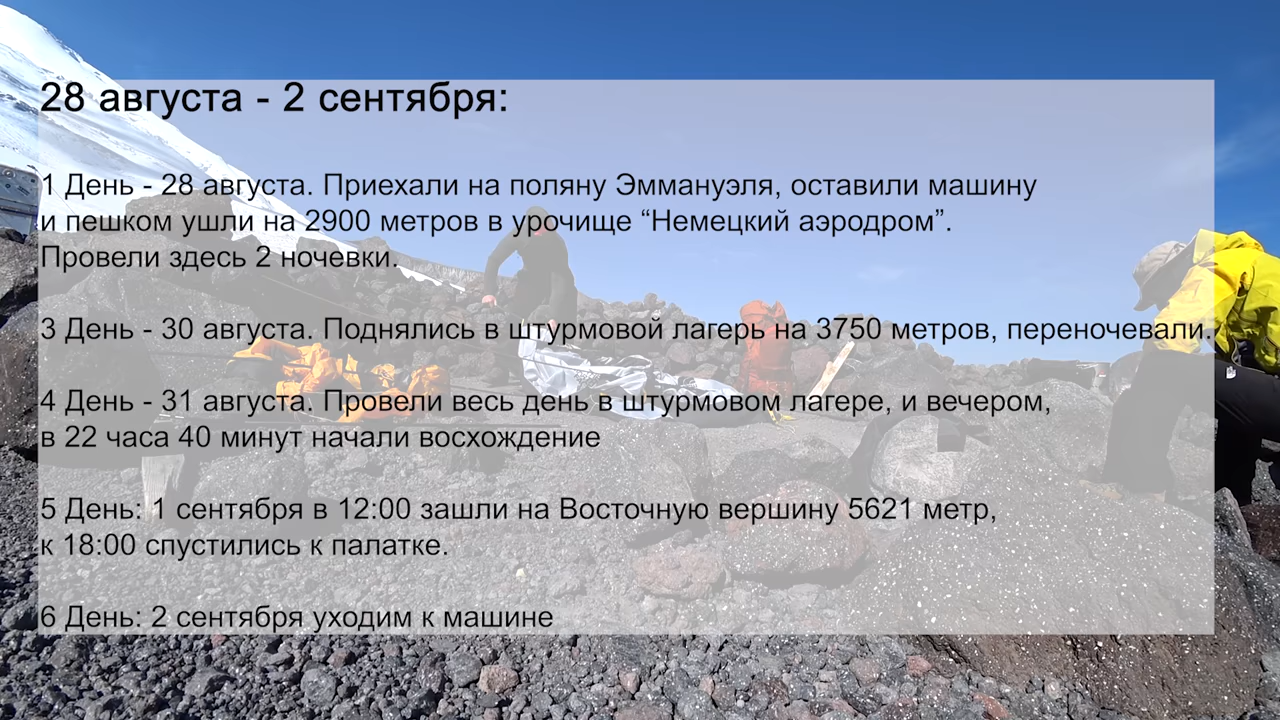 28 августа - 2 сентября:
1 День - 28 августа. Приехали на поляну Эммануэля, оставили машину
и пешком ушли на 2900 метров в урочище “Немецкий аэродром”.
Провели здесь 2 ночевки.
3 День - 30 августа. Поднялись в штурмовой лагерь на 3750 метров, переночевали.
4 День - 31 августа. Провели весь день в штурмовом лагере, и вечером,
в 22 часа 40 минут начали восхождение
5 День: 1 сентября в 12:00 зашли на Восточную вершину 5621 метр,
к 18:00 спустились к палатке.
6 День: 2 сентября уходим к машине